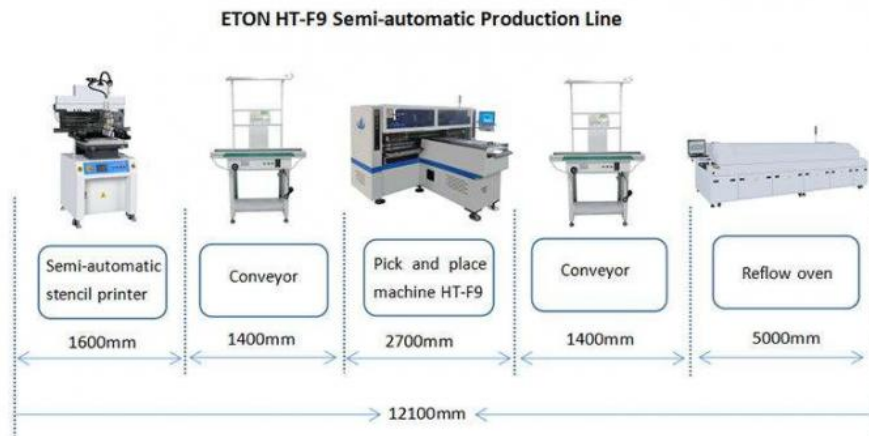 ETON HT-F9 Semi-automatic Production Line
Semi-automatic
stencil printer
Conveyor
Pick and place
machine HT-F9
Conveyor
Reflow oven
1600mm
1400mm
2700mm
1400mm
5000mm
12100mm